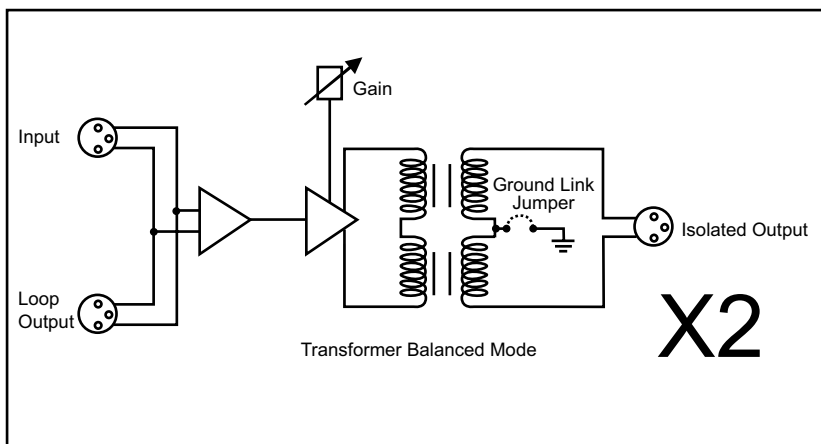 Gain
Input
Ground Link
Jumper
Isolated Output
Loop
Output
X2
Transformer Balanced Mode